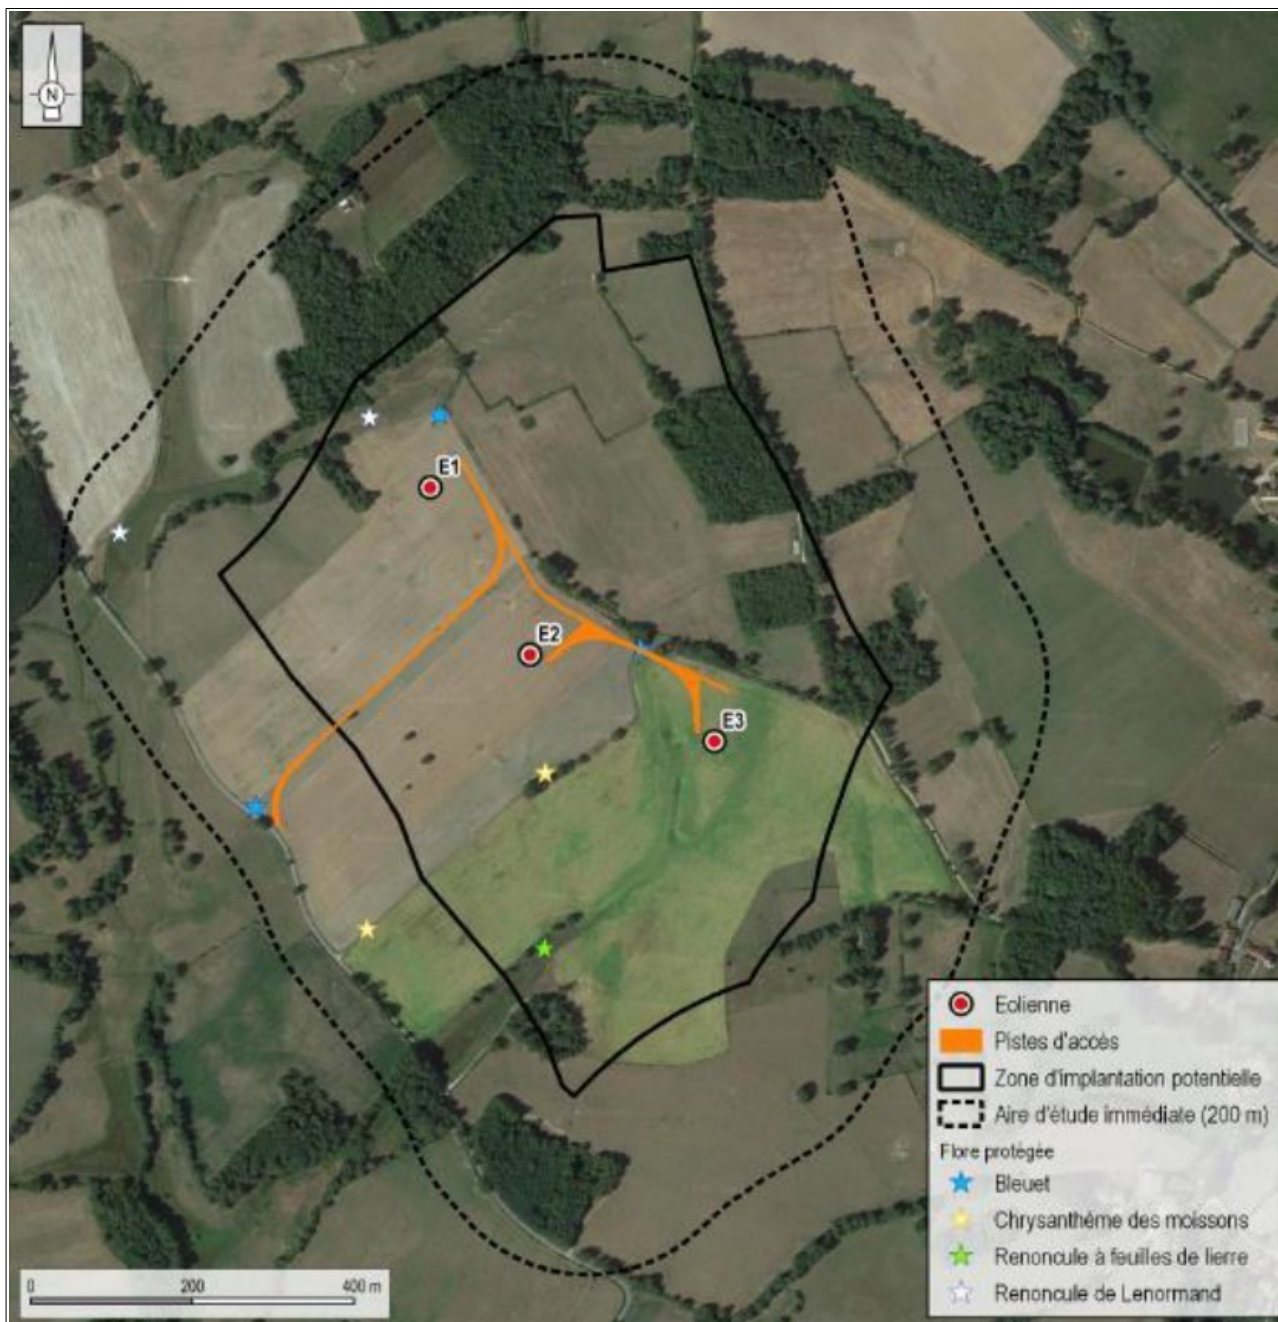 N
E1
E2
E3
Eolienne
Pistes d'accès
Zone d'implantation potentielle
Aire d'étude immédiate (200 m)
Flore protégée
Bleuet
Chrysanthème des moissons
Renoncule à feuilles de lierre
Renoncule de Lenormand
0 200 400 m